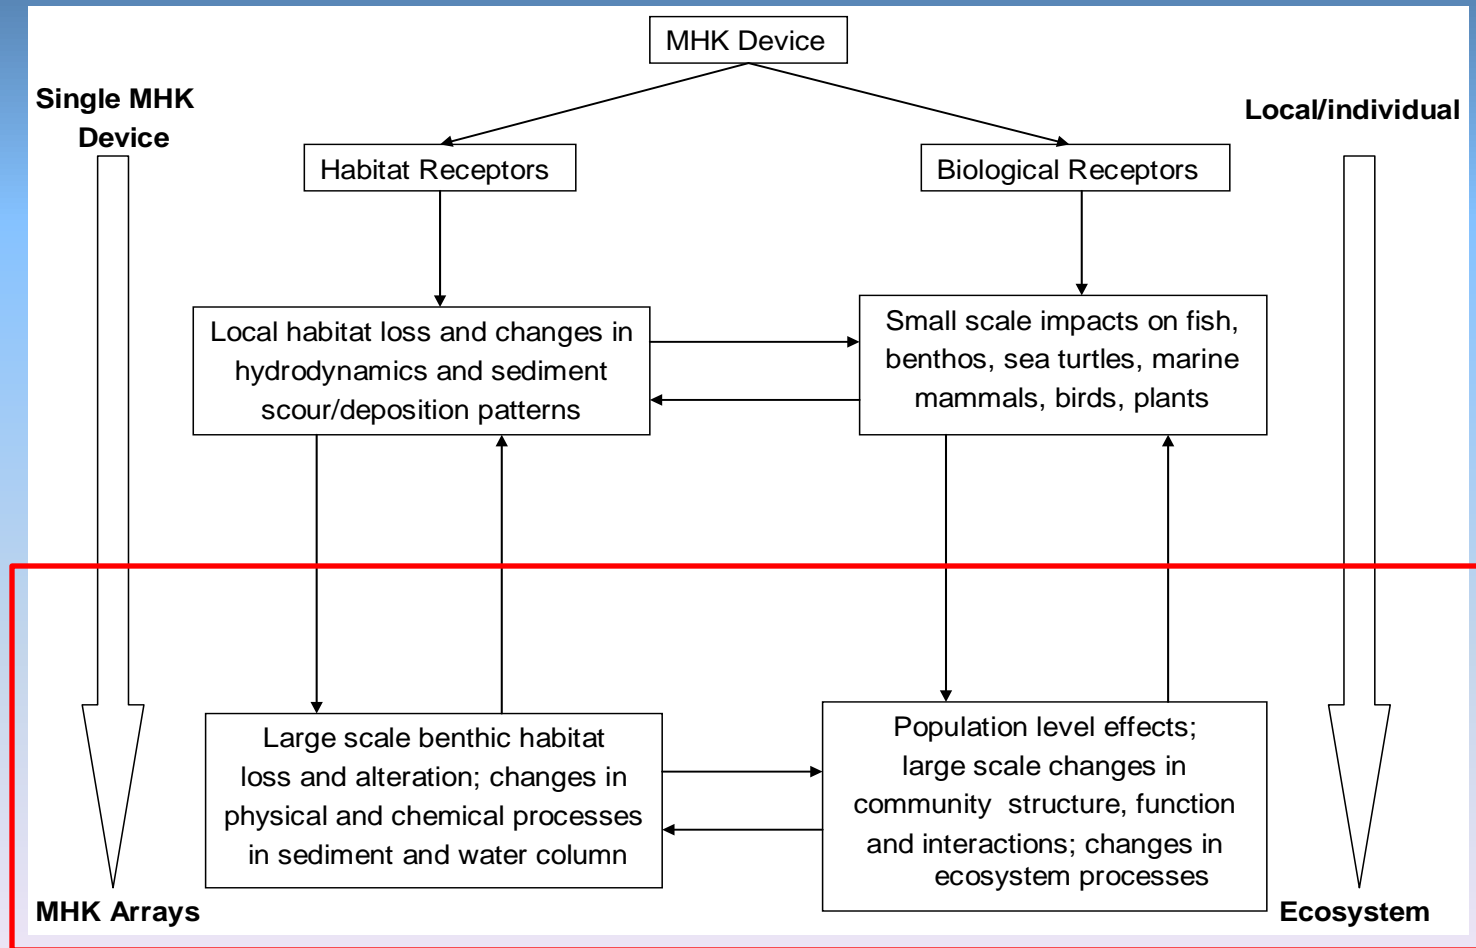 MHK Device
Single MHK
Device
Local/individual
Habitat Receptors
Biological Receptors
Local habitat loss and changes in
hydrodynamics and sediment
scour/deposition patterns
Small scale impacts on fish,
benthos, sea turtles, marine
mammals, birds, plants
Large scale benthic habitat
loss and alteration; changes in
physical and chemical processes
in sediment and water column
Population level effects;
large scale changes in
community structure, function
and interactions; changes in
ecosystem processes
MHK Arrays
Ecosystem